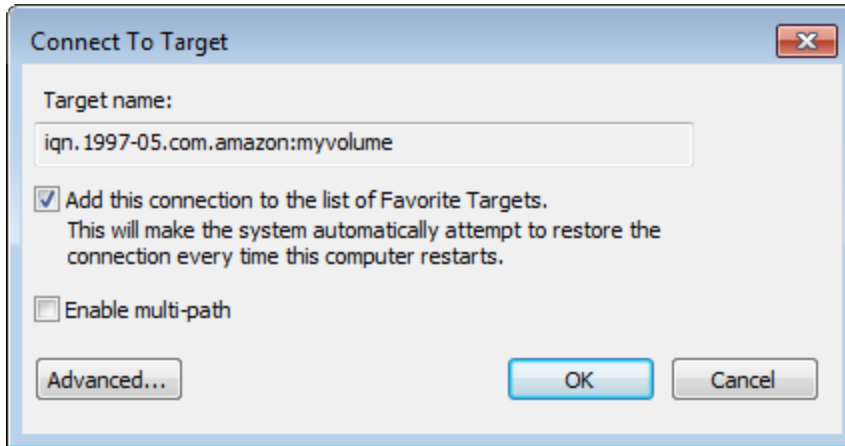 Connect To Target
Target name:
iqn.1997-05.com.amazon:myvolume
Add this connection to the list of Favorite Targets.
This will make the system automatically attempt to restore the
connection every time this computer restarts.
Enable multi-path
Advanced...
OK
Cancel